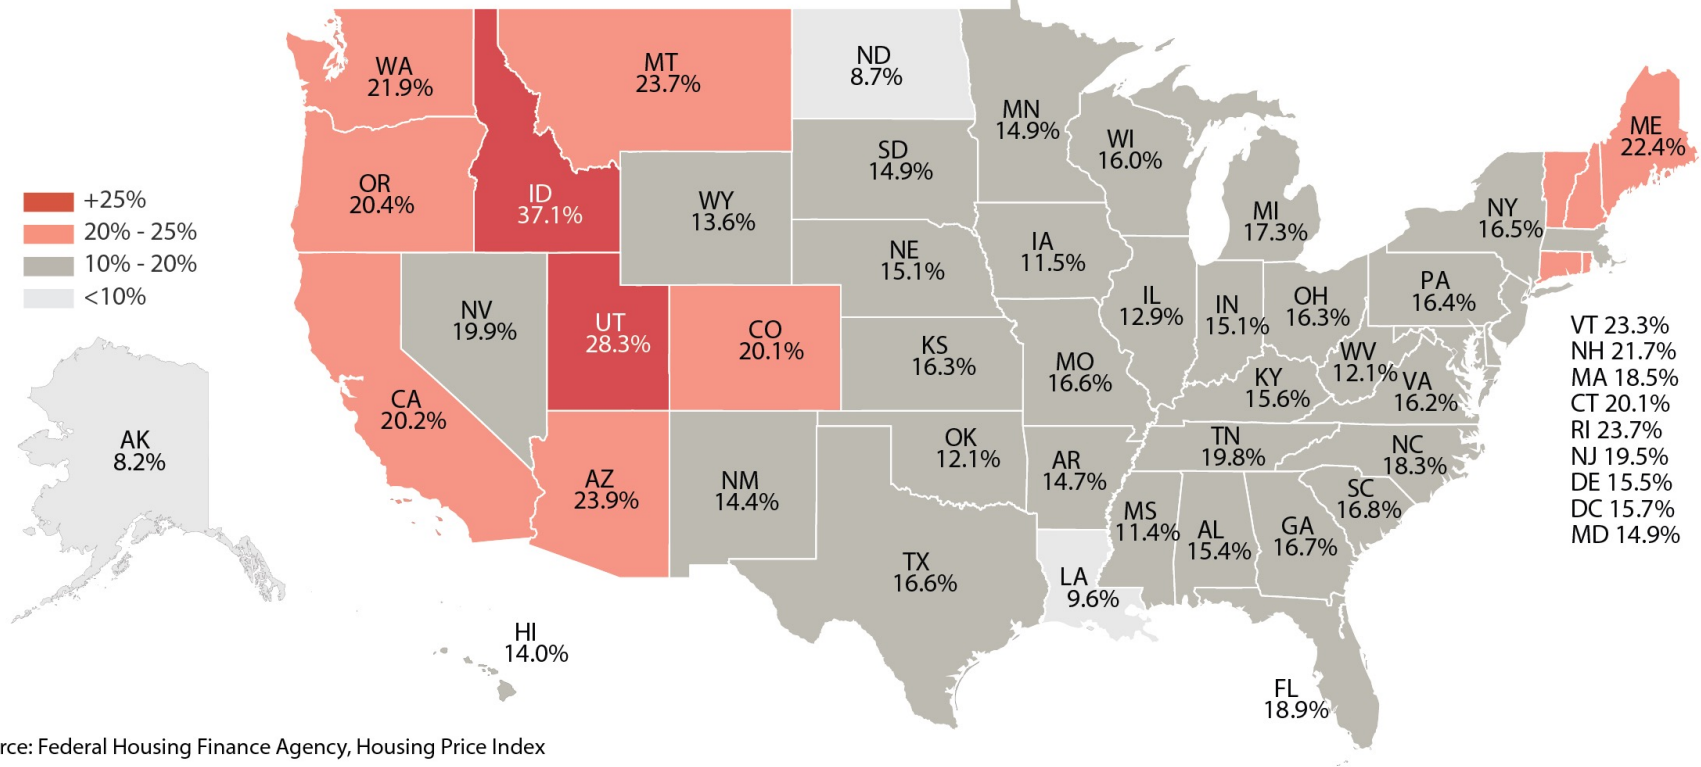 WA
21.9%
MT
23.7%
ND
8.7%
MN
14.9%
WI
16.0%
ME
22.4%
SD
14.9%
OR
20.4%
ID
37.1%
WY
13.6%
MI
17.3%
NY
16.5%
+25%
20% - 25%
10% - 20%
<10%
NE
15.1%
IA
11.5%
PA
16.4%
NV
19.9%
UT
28.3%
CO
20.1%
IL
12.9%
IN
15.1%
OH
16.3%
KS
16.3%
MO
16.6%
WV
12.1%
KY
15.6%
VA
16.2%
VT 23.3%
NH 21.7%
MA 18.5%
CT 20.1%
RI 23.7%
NJ 19.5%
DE 15.5%
DC 15.7%
MD 14.9%
CA
20.2%
AK
8.2%
AZ
23.9%
NM
14.4%
OK
12.1%
AR
14.7%
TN
19.8%
NC
18.3%
SC
16.8%
MS
11.4%
AL
15.4%
GA
16.7%
TX
16.6%
LA
9.6%
HI
14.0%
FL
18.9%
rce: Federal Housing Finance Agency, Housing Price Index